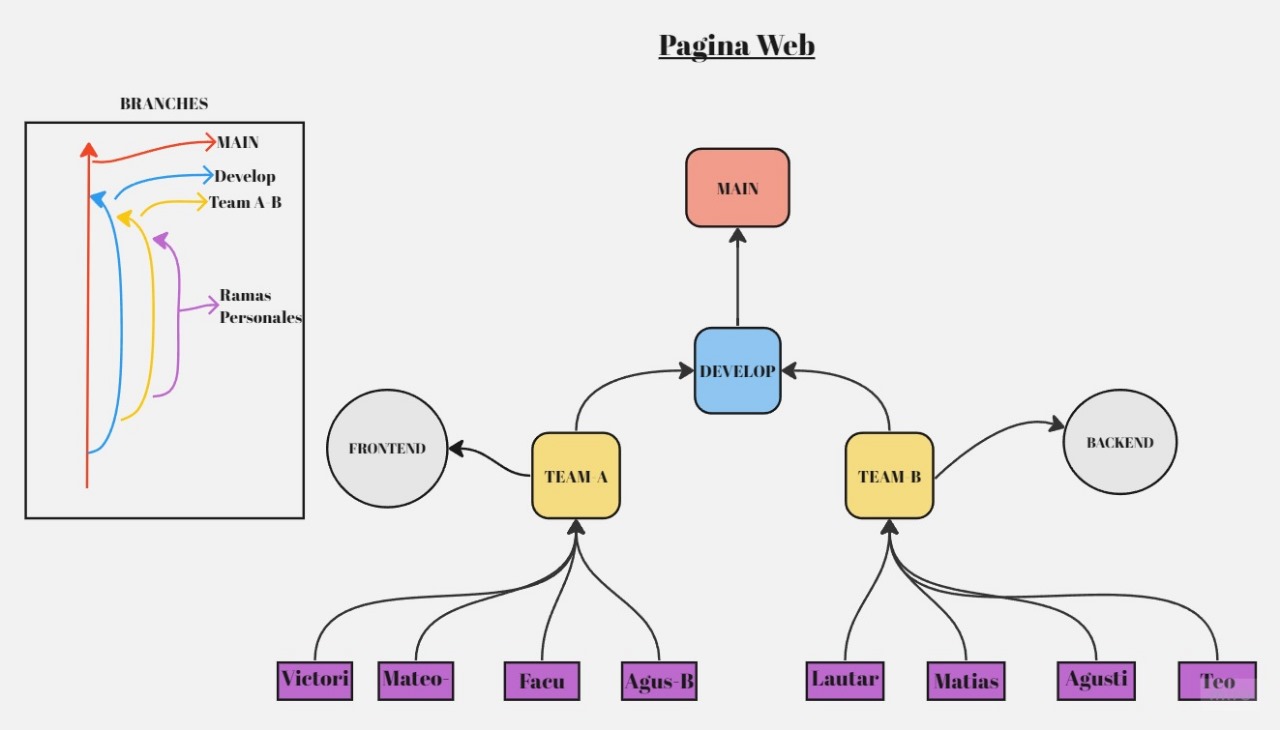 Pagina Web
BRANCHES
MAIN
Develop
Team A-B
Ramas
Personales
MAIN
DEVELOP
FRONTEND
TEAM-A
TEAM-B
BACKEND
Victori
Mateo-
Facu
Agus-B
Lautar
Matias
Agusti
Teo